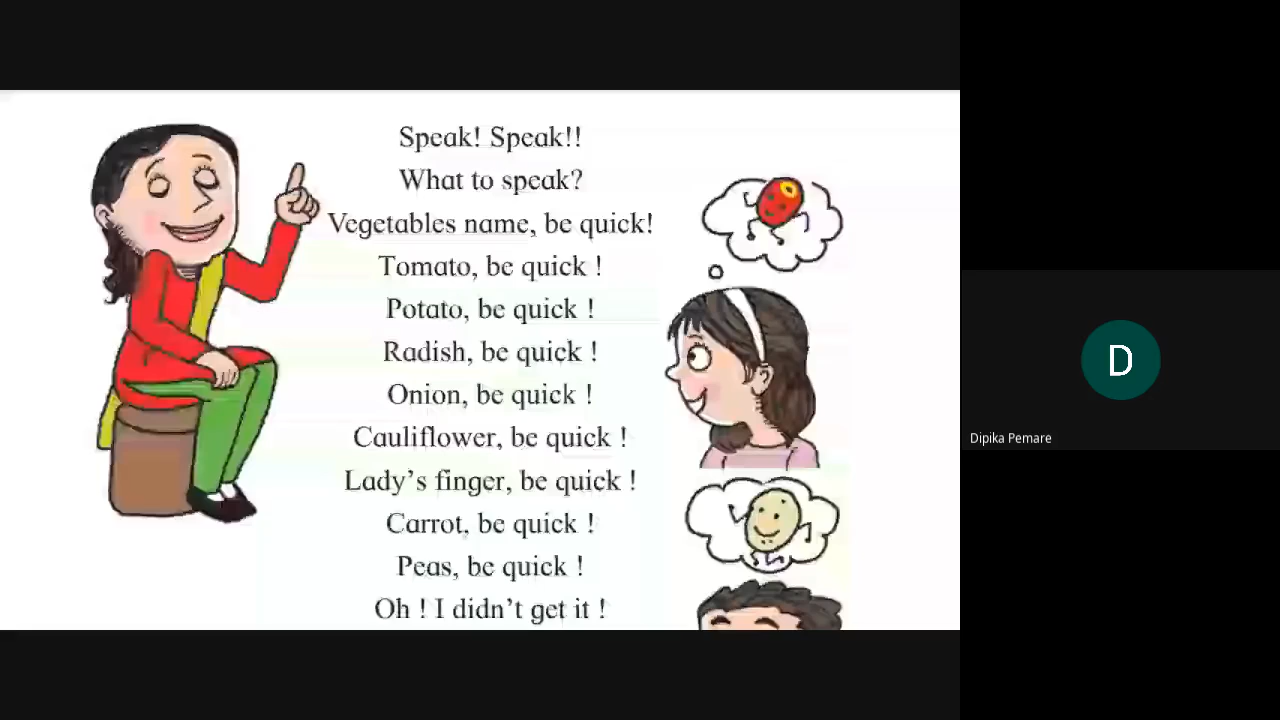 Speak! Speak!!
What to speak?
Vegetables name, be quick!
Tomato, be quick !
Potato, be quick !
Radish, be quick !
Onion, be quick !
Cauliflower, be quick !
Lady's finger, be quick !
Carrot, be quick !
Peas, be quick !
Oh ! I didn't get it !
D
Dipika Pemare